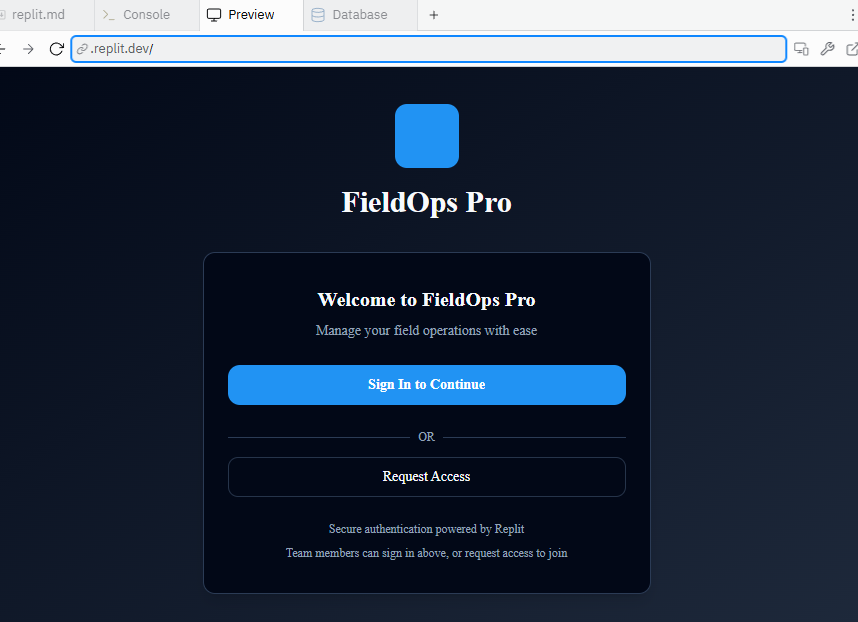 replit.md
Console
Preview
Database
.replit.dev/
FieldOps Pro
Welcome to FieldOps Pro
Manage your field operations with ease
Sign In to Continue
OR
Request Access
Secure authentication powered by Replit
Team members can sign in above, or request access to join